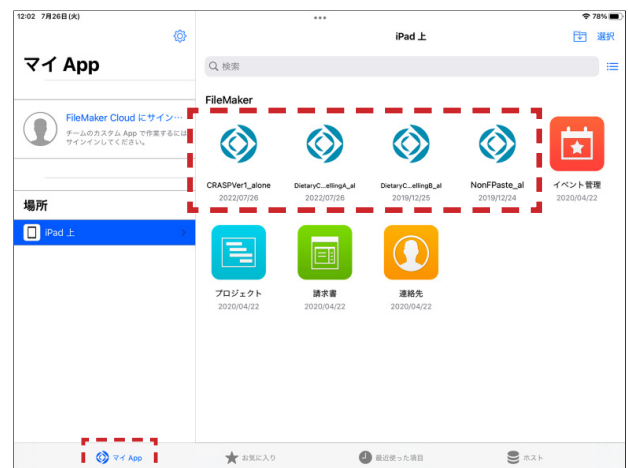 12:02 7月26日(火)
78%
iPad 上
選択
マイ App
検索
FileMaker Cloud にサイン…
チームのカスタム App で作業するには
サインインしてください。
場所
iPad 上
FileMaker
CRASPVer1_alone
2022/07/26
DietaryC...ellingA_al
2022/07/26
DietaryC...ellingB_al
2019/12/25
NonFPaste_al
2019/12/24
イベント管理
2020/04/22
プロジェクト
2020/04/22
請求書
2020/04/22
連絡先
2020/04/22
マイ App
お気に入り
最近使った項目
ホスト